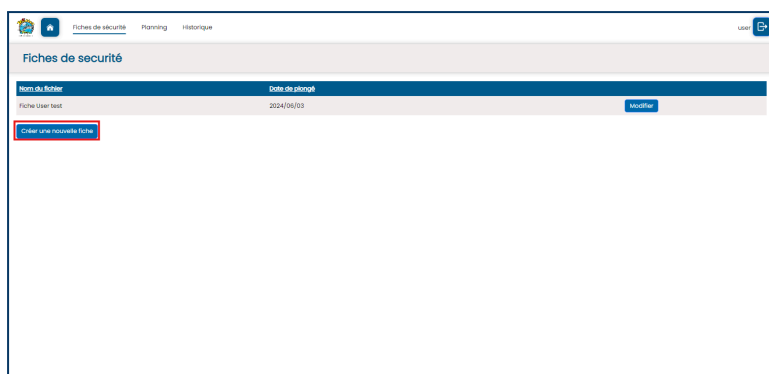 Fiches de sécurité Planning Historique user
Fiches de securité
Nom du fichier Date de plongé
Fiche User test 2024/06/03 Modifier
Créer une nouvelle fiche